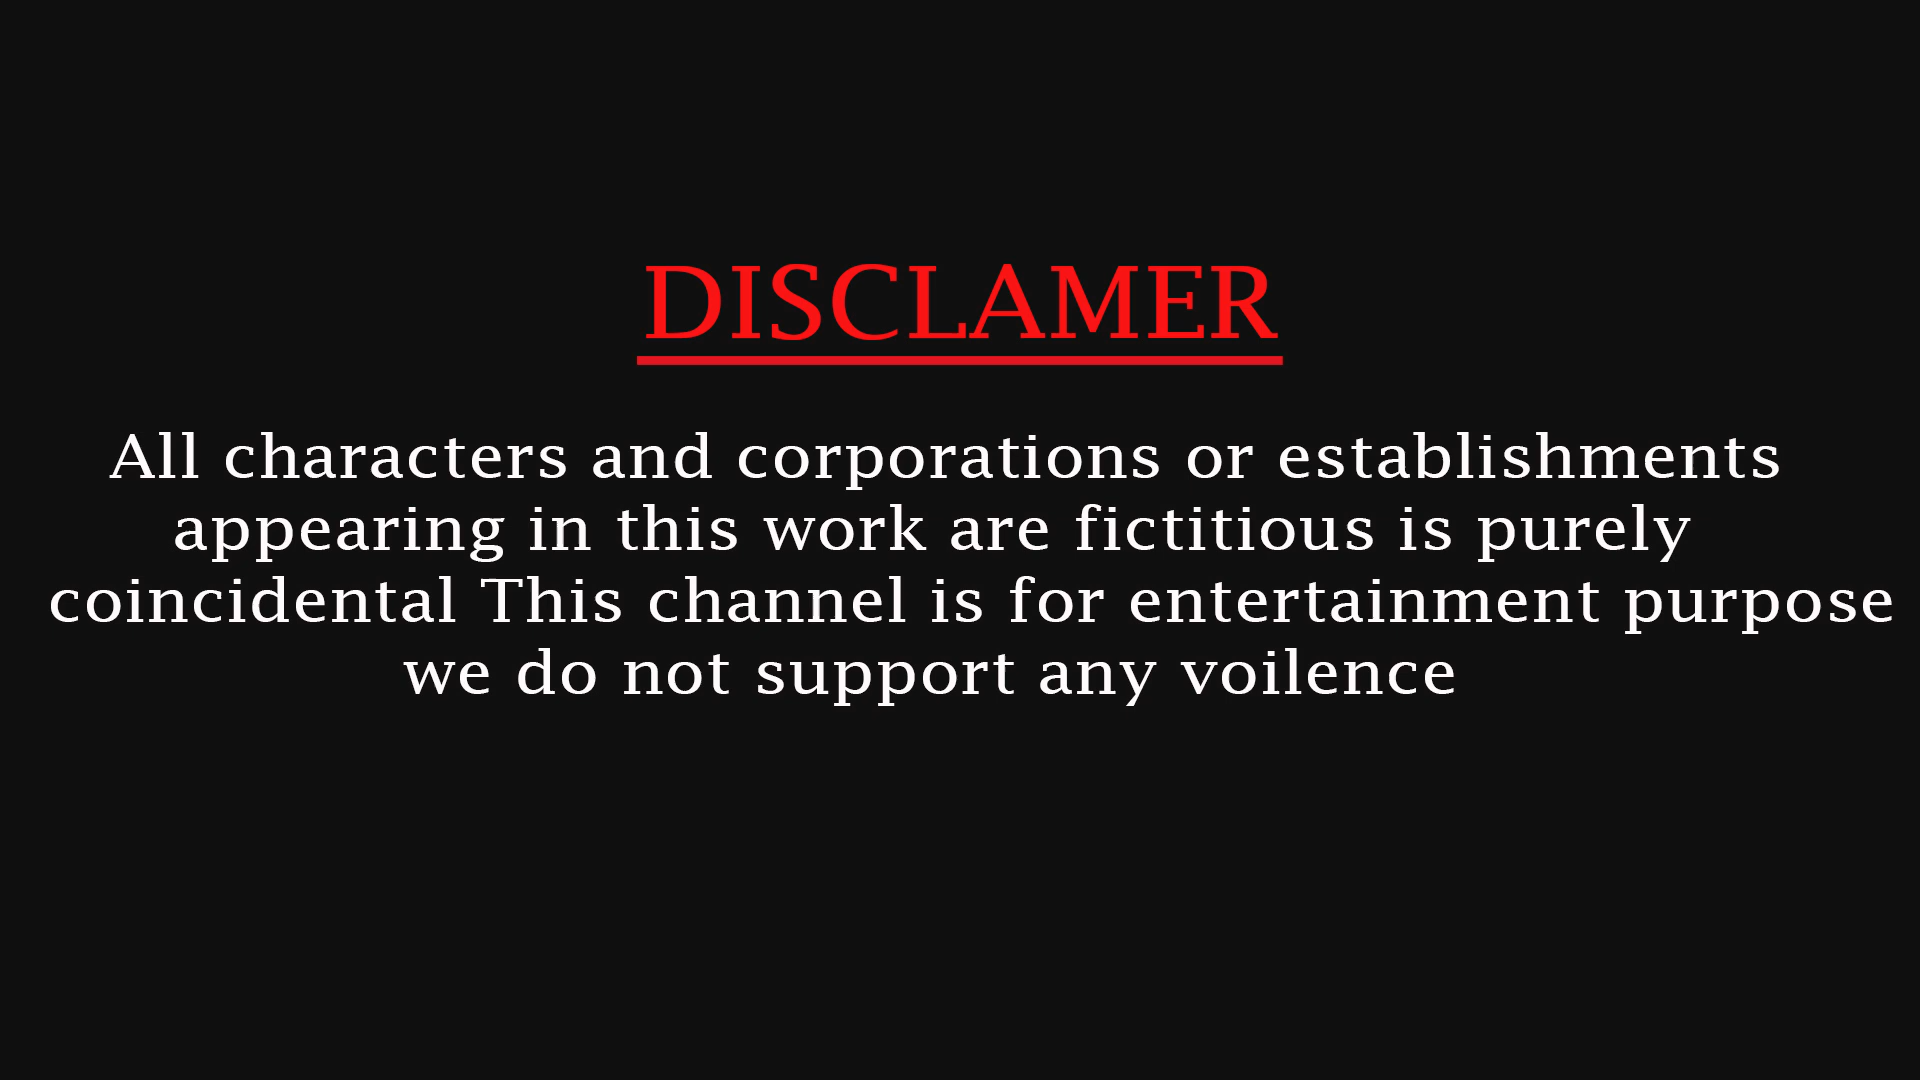 DISCLAMER
All characters and corporations or establishments
appearing in this work are fictitious is purely
coincidental This channel is for entertainment purpose
we do not support any voilence